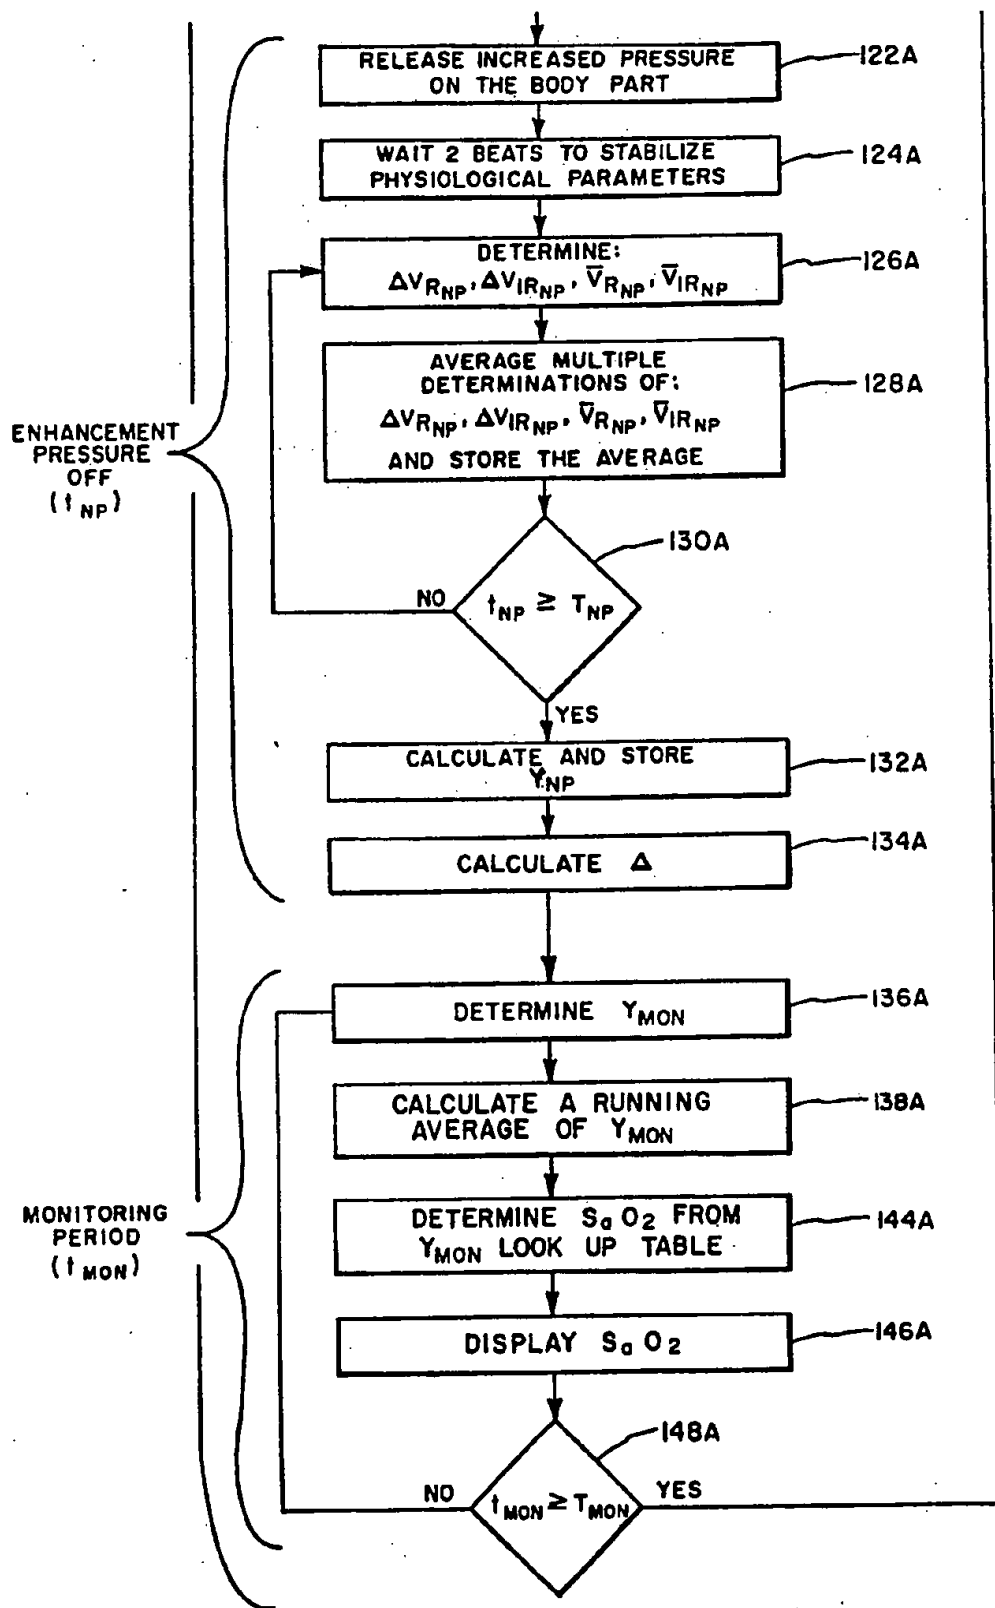 RELEASE INCREASED PRESSURE
ON THE BODY PART
122A
WAIT 2 BEATS TO STABILIZE
PHYSIOLOGICAL PARAMETERS
124A
DETERMINE:
ΔV_RNP, ΔV_IRNP, V̅_RNP, V̅_IRNP
126A
AVERAGE MULTIPLE
DETERMINATIONS OF:
ΔV_RNP, ΔV_IRNP, V̅_RNP, V̅_IRNP
AND STORE THE AVERAGE
128A
ENHANCEMENT
PRESSURE
OFF
(t_NP)
130A
t_NP ≥ T_NP
NO
YES
CALCULATE AND STORE
Y_NP
132A
CALCULATE Δ
134A
DETERMINE Y_MON
136A
CALCULATE A RUNNING
AVERAGE OF Y_MON
138A
MONITORING
PERIOD
(t_MON)
DETERMINE SaO2 FROM
Y_MON LOOK UP TABLE
144A
DISPLAY SaO2
146A
148A
NO
t_MON ≥ T_MON
YES